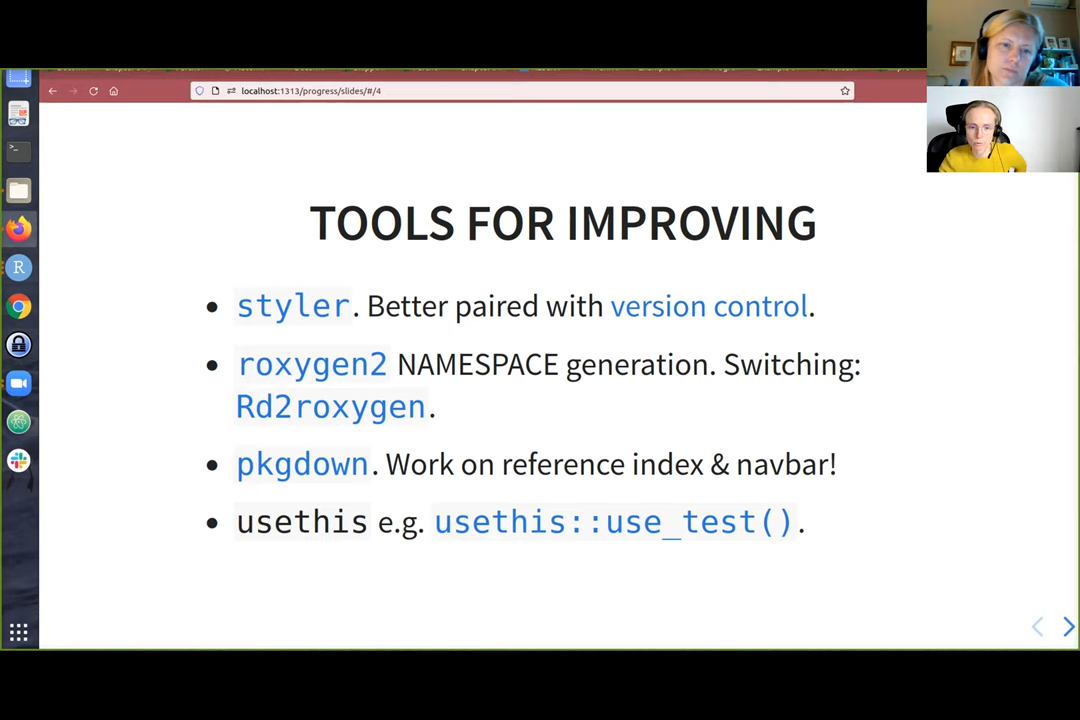 localhost:1313/progress/slides/#/4
TOOLS FOR IMPROVING
• styler. Better paired with version control.
• roxygen2 NAMESPACE generation. Switching:
Rd2roxygen.
• pkgdown. Work on reference index & navbar!
• usethis e.g. usethis::use_test().